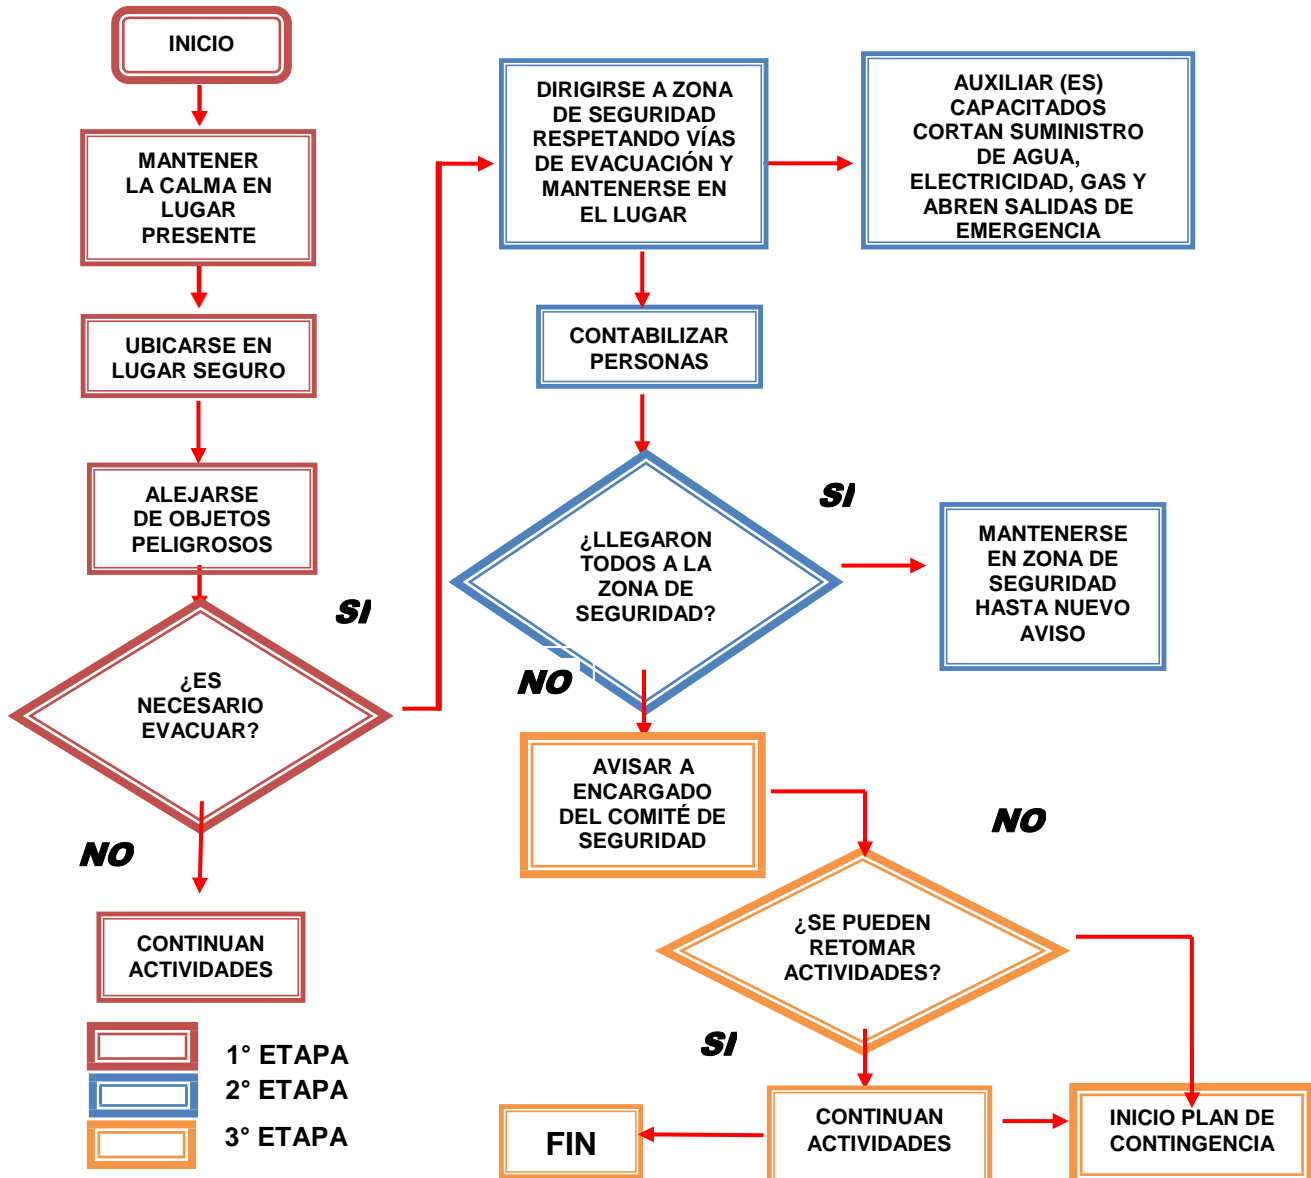 INICIO
MANTENER
LA CALMA EN
LUGAR
PRESENTE
UBICARSE EN
LUGAR SEGURO
ALEJARSE
DE OBJETOS
PELIGROSOS
¿ES
NECESARIO
EVACUAR?
SI
NO
CONTINUAN
ACTIVIDADES
1° ETAPA
2° ETAPA
3° ETAPA
DIRIGIRSE A ZONA
DE SEGURIDAD
RESPETANDO VÍAS
DE EVACUACIÓN Y
MANTENERSE EN
EL LUGAR
AUXILIAR (ES)
CAPACITADOS
CORTAN SUMINISTRO
DE AGUA,
ELECTRICIDAD, GAS Y
ABREN SALIDAS DE
EMERGENCIA
CONTABILIZAR
PERSONAS
¿LLEGARON
TODOS A LA
ZONA DE
SEGURIDAD?
SI
MANTENERSE
EN ZONA DE
SEGURIDAD
HASTA NUEVO
AVISO
NO
AVISAR A
ENCARGADO
DEL COMITÉ DE
SEGURIDAD
NO
¿SE PUEDEN
RETOMAR
ACTIVIDADES?
SI
CONTINUAN
ACTIVIDADES
FIN
INICIO PLAN DE
CONTINGENCIA